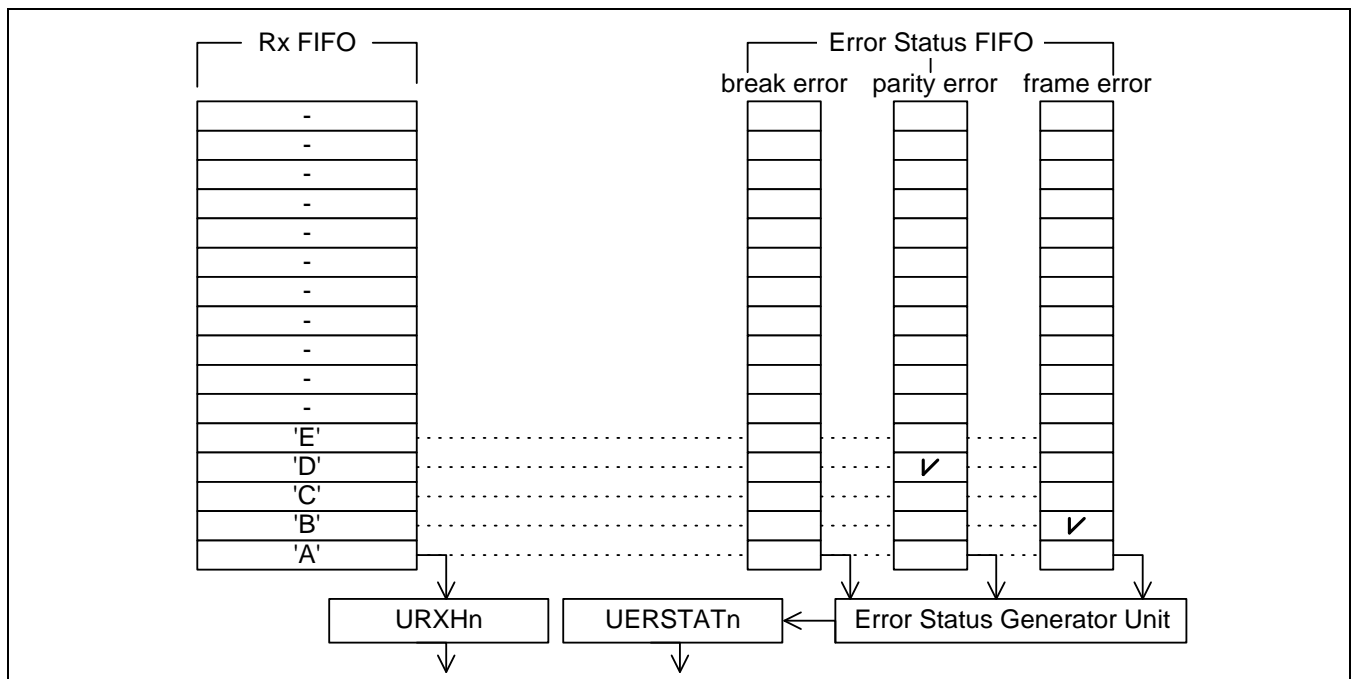 Rx FIFO
Error Status FIFO
break error parity error frame error
-
-
-
-
-
-
-
-
-
-
-
'E'
'D'
'C'
'B'
'A'
URXHn UERSTATn Error Status Generator Unit